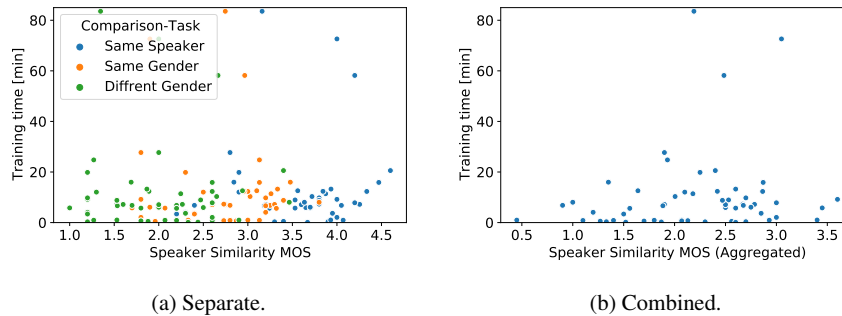 Training time [min]
80
60
40
20
0
Comparison-Task
Same Speaker
Same Gender
Diffrent Gender
1.0 1.5 2.0 2.5 3.0 3.5 4.0 4.5
Speaker Similarity MOS
(a) Separate.
Training time [min]
80
60
40
20
0
0.5 1.0 1.5 2.0 2.5 3.0 3.5
Speaker Similarity MOS (Aggregated)
(b) Combined.